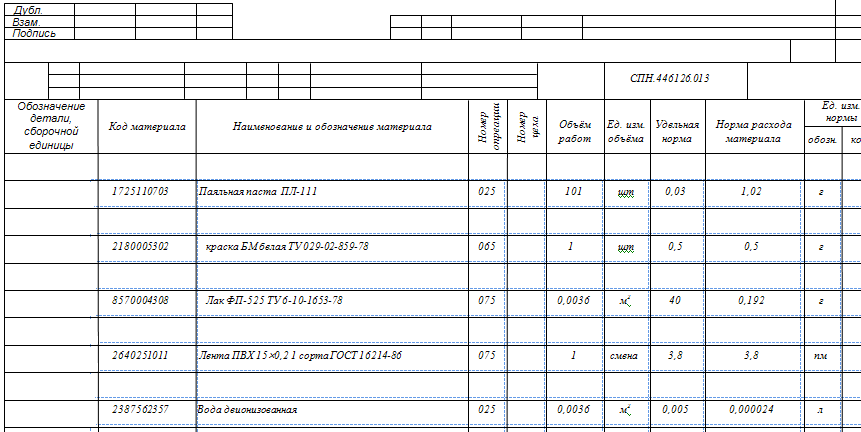 Дубл.
Взам.
Подпись
СПН.446126.013
Обозначение детали, сборочной единицы Код материала Наименование и обозначение материала Номер опреации Номер цеха Объём работ Ед. изм. объёма Удельная норма Норма расхода материала Ед. изм. нормы
обозн. ко
1725110703 Паяльная паста ПЛ-111 025 101 шт 0,03 1,02 г
2180005302 краска БМ белая ТУ 029-02-859-78 065 1 шт 0,5 0,5 г
8570004308 Лак ФП-525 ТУ 6-10-1653-78 075 0,0036 м² 40 0,192 г
2640251011 Лента ПВХ 15×0,2 1 сорта ГОСТ 16214-86 075 1 смена 3,8 3,8 пм
2387562357 Вода двионизованная 025 0,0036 м² 0,005 0,000024 л